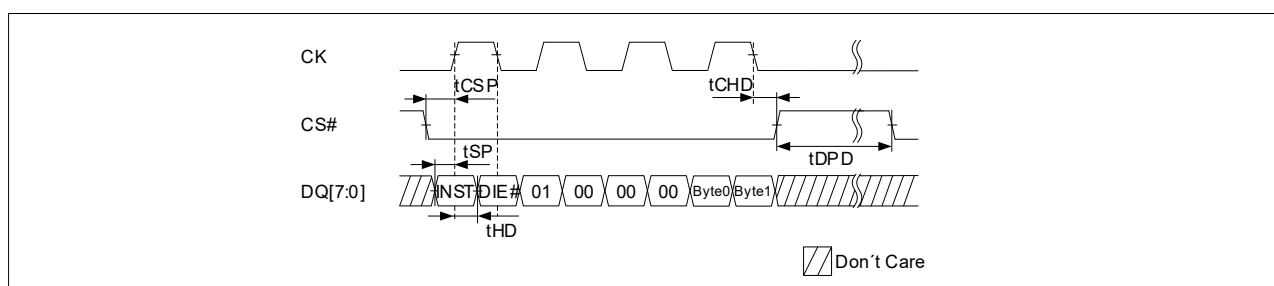 CK
tCSP
tCHD
CS#
tSP
tDPD
DQ[7:0]
INST DIE# 01 00 00 00 Byte0 Byte1
tHD
Don´t Care